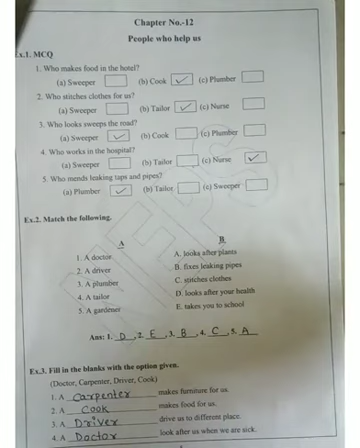 Chapter No.-12
People who help us
Ex.1. MCQ
1. Who makes food in the hotel?
(a) Sweeper (b) Cook ✓ (c) Plumber
2. Who stitches clothes for us?
(a) Sweeper (b) Tailor ✓ (c) Nurse
3. Who looks sweeps the road?
(a) Sweeper ✓ (b) Cook (c) Plumber
4. Who works in the hospital?
(a) Sweeper (b) Tailor (c) Nurse ✓
5. Who mends leaking taps and pipes?
(a) Plumber ✓ (b) Tailor (c) Sweeper
Ex.2. Match the following.
A B
1. A doctor A. looks after plants
2. A driver B. fixes leaking pipes
3. A plumber C. stitches clothes
4. A tailor D. looks after your health
5. A gardener E. takes you to school
Ans: 1. D, 2. E, 3. B, 4. C, 5. A
Ex.3. Fill in the blanks with the option given.
(Doctor, Carpenter, Driver, Cook)
1. A Carpenter makes furniture for us.
2. A Cook makes food for us.
3. A Driver drive us to different place.
4. A Doctor look after us when we are sick.